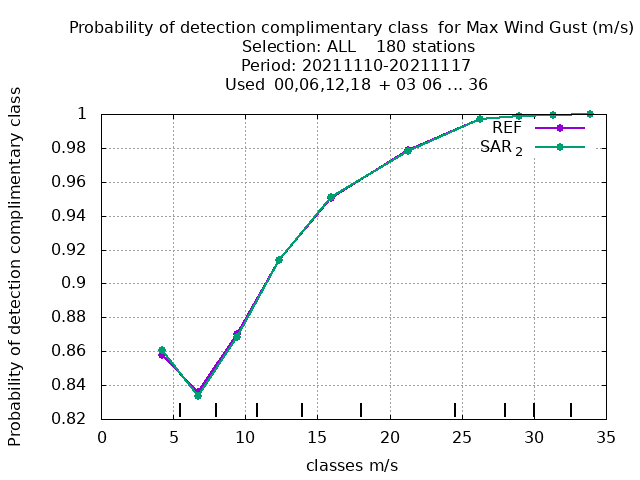 Probability of detection complimentary class  for Max Wind Gust (m/s)
Selection: ALL    180 stations
Period: 20211110-20211117
Used  00,06,12,18  + 03 06 ... 36
Probability of detection complimentary class
1
0.98
0.96
0.94
0.92
0.9
0.88
0.86
0.84
0.82
REF
SAR 2
0 5 10 15 20 25 30 35
classes m/s